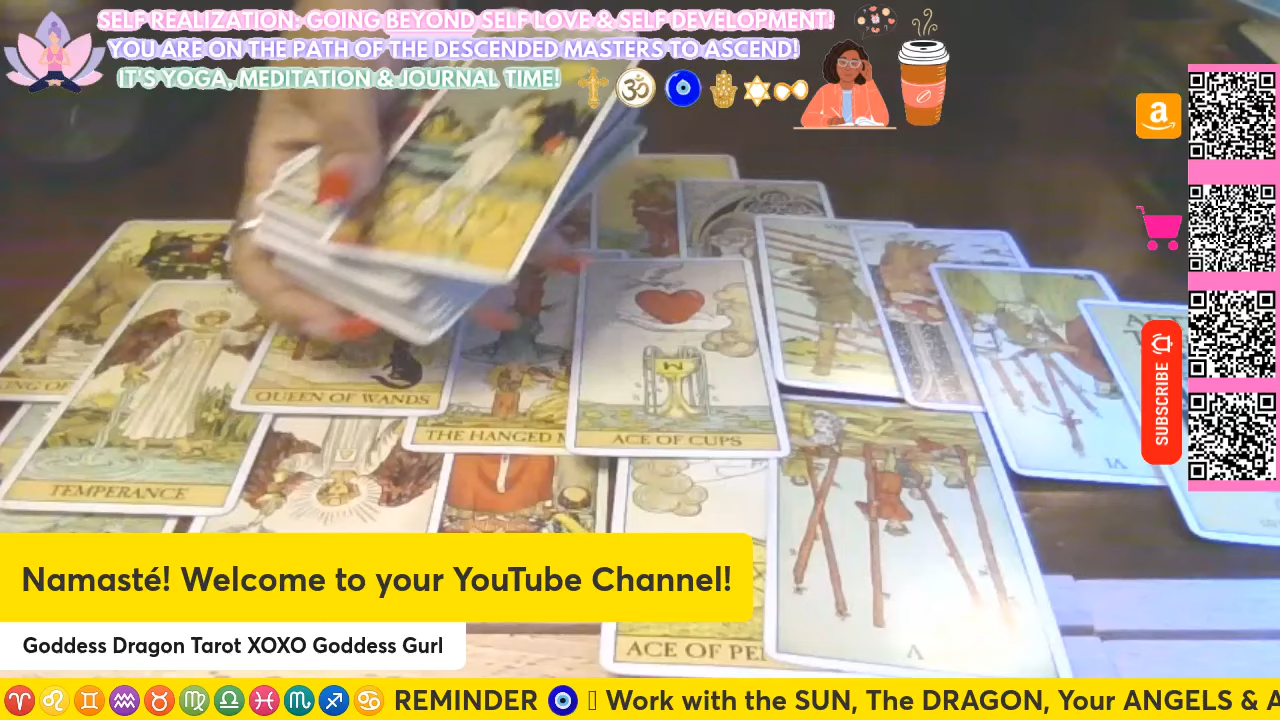 SELF REALIZATION: GOING BEYOND SELF LOVE & SELF DEVELOPMENT!
YOU ARE ON THE PATH OF THE DESCENDED MASTERS TO ASCEND!
IT'S YOGA, MEDITATION & JOURNAL TIME!
SUBSCRIBE
QUEEN OF WANDS
THE HANGED
ACE OF CUPS
TEMPERANCE
VI
V
ACE OF
Namasté! Welcome to your YouTube Channel!
Goddess Dragon Tarot XOXO Goddess Gurl
REMINDER Work with the SUN, The DRAGON, Your ANGELS &